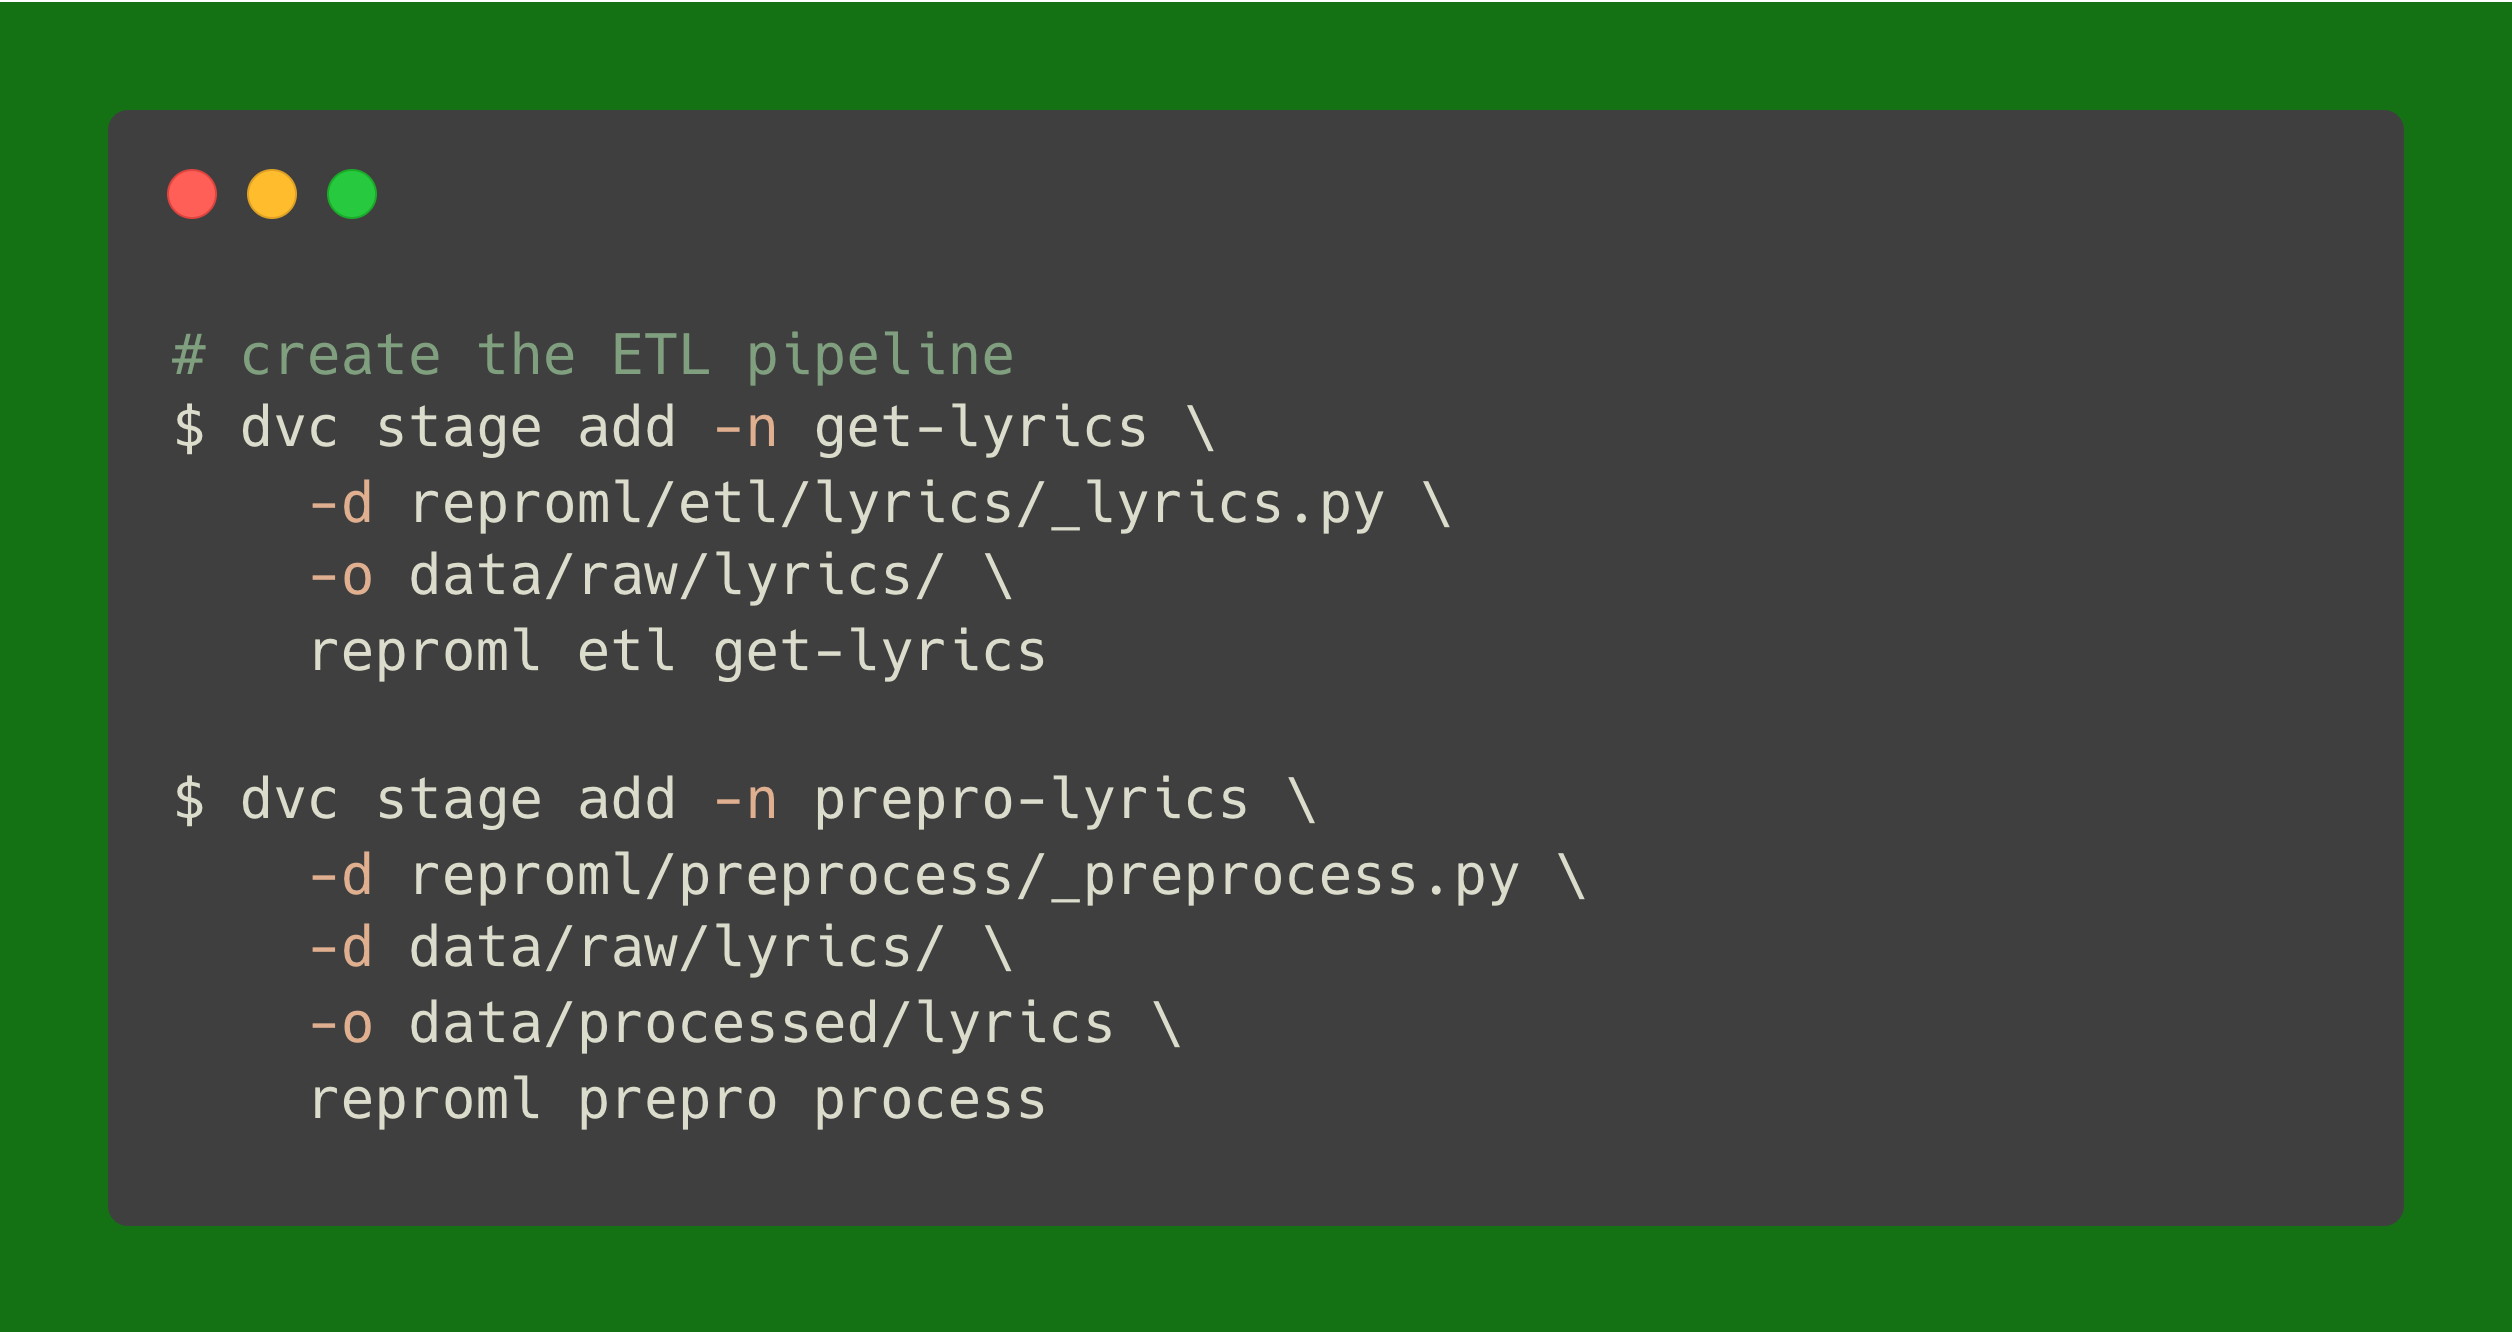 # create the ETL pipeline
$ dvc stage add -n get-lyrics \
    -d reproml/etl/lyrics/_lyrics.py \
    -o data/raw/lyrics/ \
    reproml etl get-lyrics

$ dvc stage add -n prepro-lyrics \
    -d reproml/preprocess/_preprocess.py \
    -d data/raw/lyrics/ \
    -o data/processed/lyrics \
    reproml prepro process